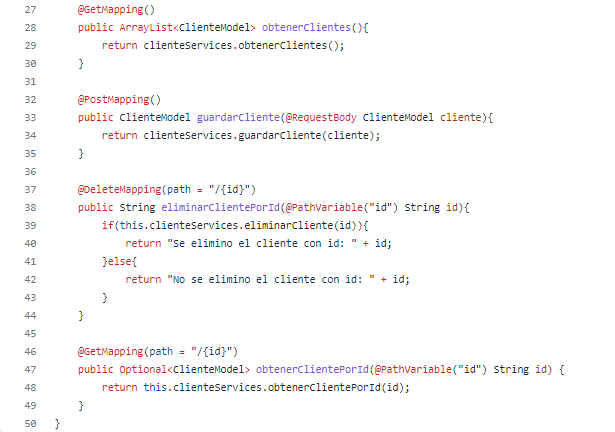 27 @GetMapping()
28 public ArrayList<ClienteModel> obtenerClientes(){
29 return clienteServices.obtenerClientes();
30 }
31
32 @PostMapping()
33 public ClienteModel guardarCliente(@RequestBody ClienteModel cliente){
34 return clienteServices.guardarCliente(cliente);
35 }
36
37 @DeleteMapping(path = "/{id}")
38 public String eliminarClientePorId(@PathVariable("id") String id){
39 if(this.clienteServices.eliminarCliente(id)){
40 return "Se elimino el cliente con id: " + id;
41 }else{
42 return "No se elimino el cliente con id: " + id;
43 }
44 }
45
46 @GetMapping(path = "/{id}")
47 public Optional<ClienteModel> obtenerClientePorId(@PathVariable("id") String id) {
48 return this.clienteServices.obtenerClientePorId(id);
49 }
50 }